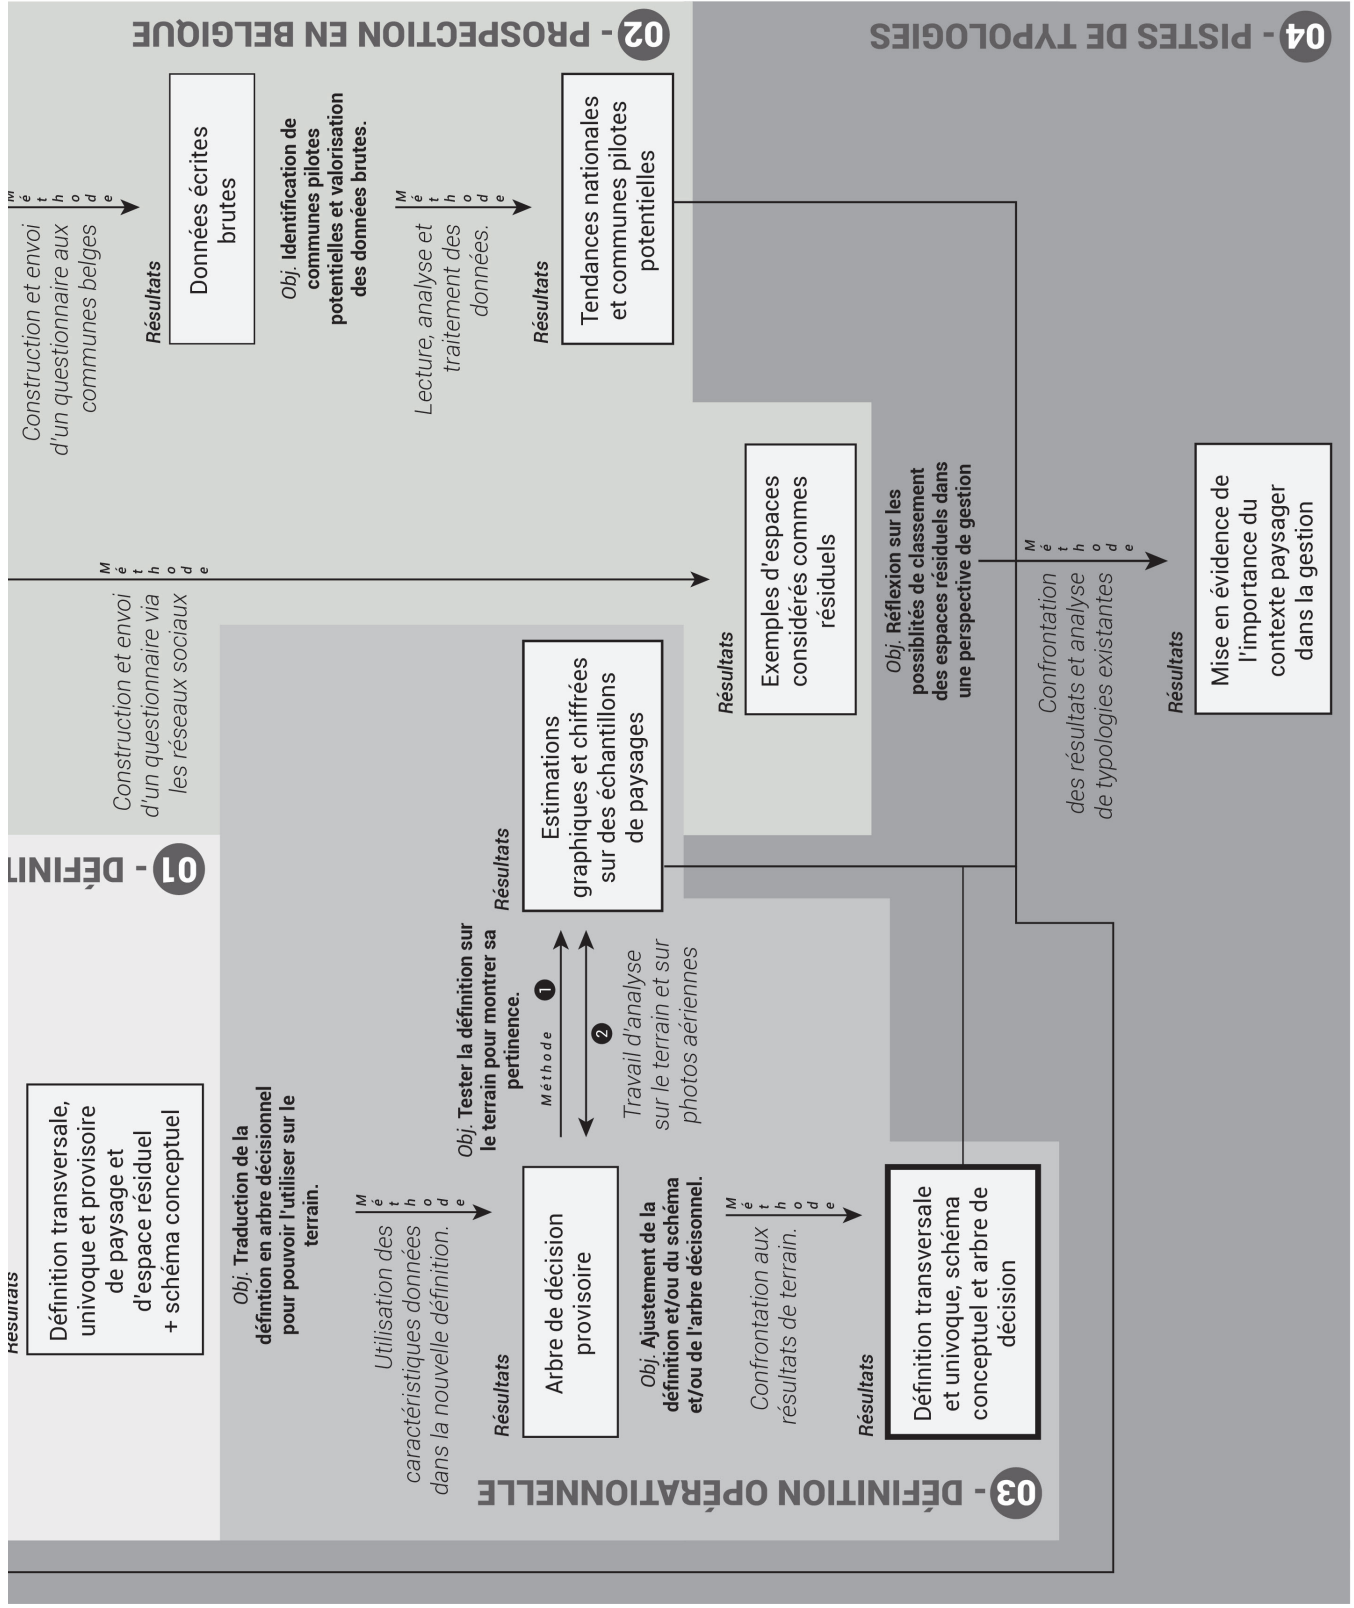 01 - DÉFINIT
Résultats
Définition transversale,
univoque et provisoire
de paysage et
d'espace résiduel
+ schéma conceptuel
02 - PROSPECTION EN BELGIQUE
Construction et envoi
d'un questionnaire via
les réseaux sociaux
Méthode
Résultats
Exemples d'espaces
considérés comme
résiduels
Construction et envoi
d'un questionnaire aux
communes belges
Méthode
Résultats
Données écrites
brutes
Obj. Identification de
communes pilotes
potentielles et valorisation
des données brutes.
Lecture, analyse et
traitement des
données.
Méthode
Résultats
Tendances nationales
et communes pilotes
potentielles
03 - DÉFINITION OPÉRATIONNELLE
Obj. Traduction de la
défintion en arbre décisionnel
pour pouvoir l'utiliser sur le
terrain.
Utilisation des
caractéristiques données
dans la nouvelle définition.
Méthode
Résultats
Arbre de décision
provisoire
Obj. Tester la définition sur
le terrain pour montrer sa
pertinence.
Méthode
1
2
Travail d'analyse
sur le terrain et sur
photos aériennes
Résultats
Estimations
graphiques et chiffrées
sur des échantillons
de paysages
Obj. Ajustement de la
définition et/ou du schéma
et/ou de l'arbre décisonnel.
Confrontation aux
résultats de terrain.
Méthode
Résultats
Définition transversale
et univoque, schéma
conceptuel et arbre de
décision
04 - PISTES DE TYPOLOGIES
Obj. Réflexion sur les
possiblités de classement
des espaces résiduels dans
une perspective de gestion
Confrontation
des résultats et analyse
de typologies existantes
Méthode
Résultats
Mise en évidence de
l'importance du
contexte paysager
dans la gestion